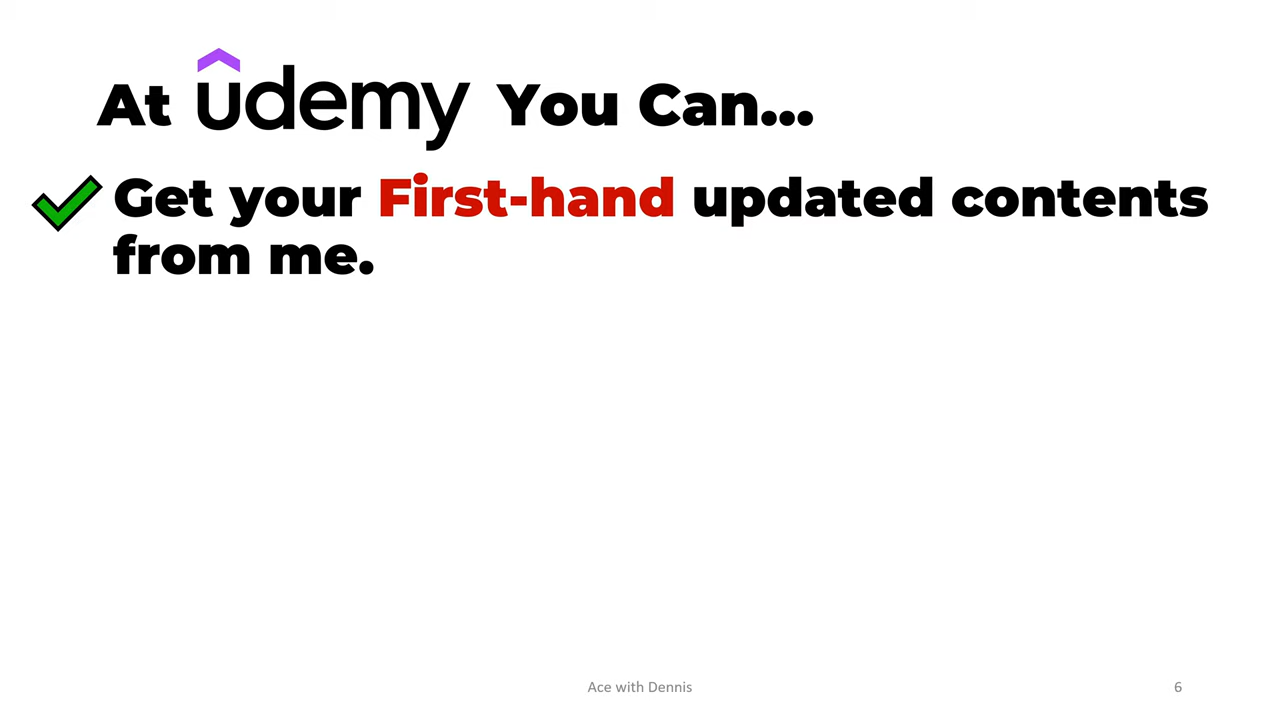 At udemy You Can...
Get your First-hand updated contents
from me.
Ace with Dennis
6